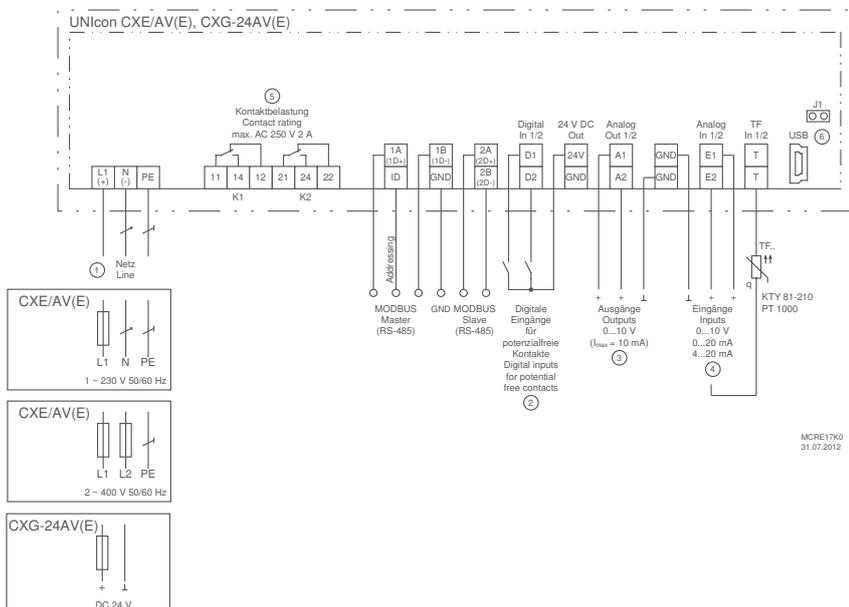 UNIcon CXE/AV(E), CXG-24AV(E)
5
Kontaktbelastung
Contact rating
max. AC 250 V 2 A
Digital
In 1/2
24 V DC
Out
Analog
Out 1/2
Analog
In 1/2
TF
In 1/2
J1
USB
6
L1
(+)
N
(-)
PE
11
14
12
21
24
22
K1
K2
1A
(1D+)
ID
1B
(1D-)
GND
2A
(2D+)
2B
(2D-)
D1
D2
24V
GND
A1
A2
GND
GND
E1
E2
T
T
1
Netz
Line
Addressing
MODBUS
Master
(RS-485)
GND
MODBUS
Slave
(RS-485)
Digitale
Eingänge
für
potenzialfreie
Kontakte
Digital inputs
for potential
free contacts
2
+ + ⊥
Ausgänge
Outputs
0...10 V
(Imax = 10 mA)
3
⊥ + +
Eingänge
Inputs
0...10 V
0...20 mA
4...20 mA
4
TF..
q
KTY 81-210
PT 1000
CXE/AV(E)
L1 N PE
1 ~ 230 V 50/60 Hz
CXE/AV(E)
L1 L2 PE
2 ~ 400 V 50/60 Hz
CXG-24AV(E)
+ ⊥
DC 24 V
MCRE17K0
31.07.2012